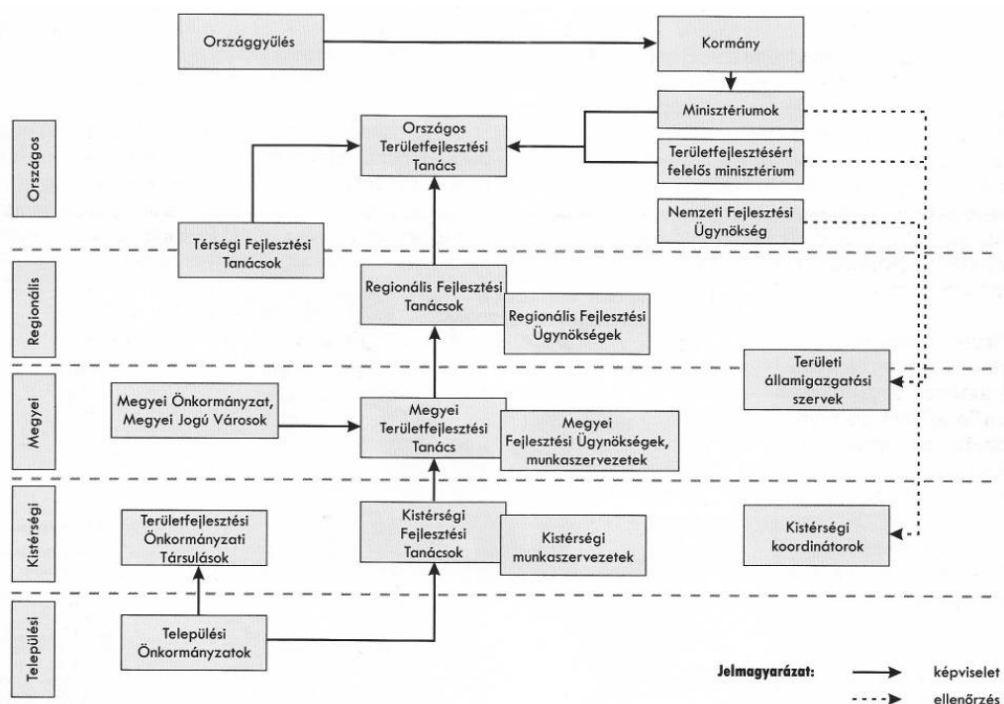 Országgyűlés
Kormány
Országos
Országos
Területfejlesztési
Tanács
Minisztériumok
Területfejlesztésért
felelős minisztérium
Nemzeti Fejlesztési
Ügynökség
Térségi Fejlesztési
Tanácsok
Regionális
Regionális Fejlesztési
Tanácsok
Regionális Fejlesztési
Ügynökségek
Területi
államigazgatási
szervek
Megyei
Megyei Önkormányzat,
Megyei Jogú Városok
Megyei
Területfejlesztési
Tanács
Megyei
Fejlesztési Ügynökségek,
munkaszervezetek
Kistérségi
Területfejlesztési
Önkormányzati
Társulások
Kistérségi
Fejlesztési
Tanácsok
Kistérségi
munkaszervezetek
Kistérségi
koordinátorok
Települési
Települési
Önkormányzatok
Jelmagyarázat:
képviselet
ellenőrzés